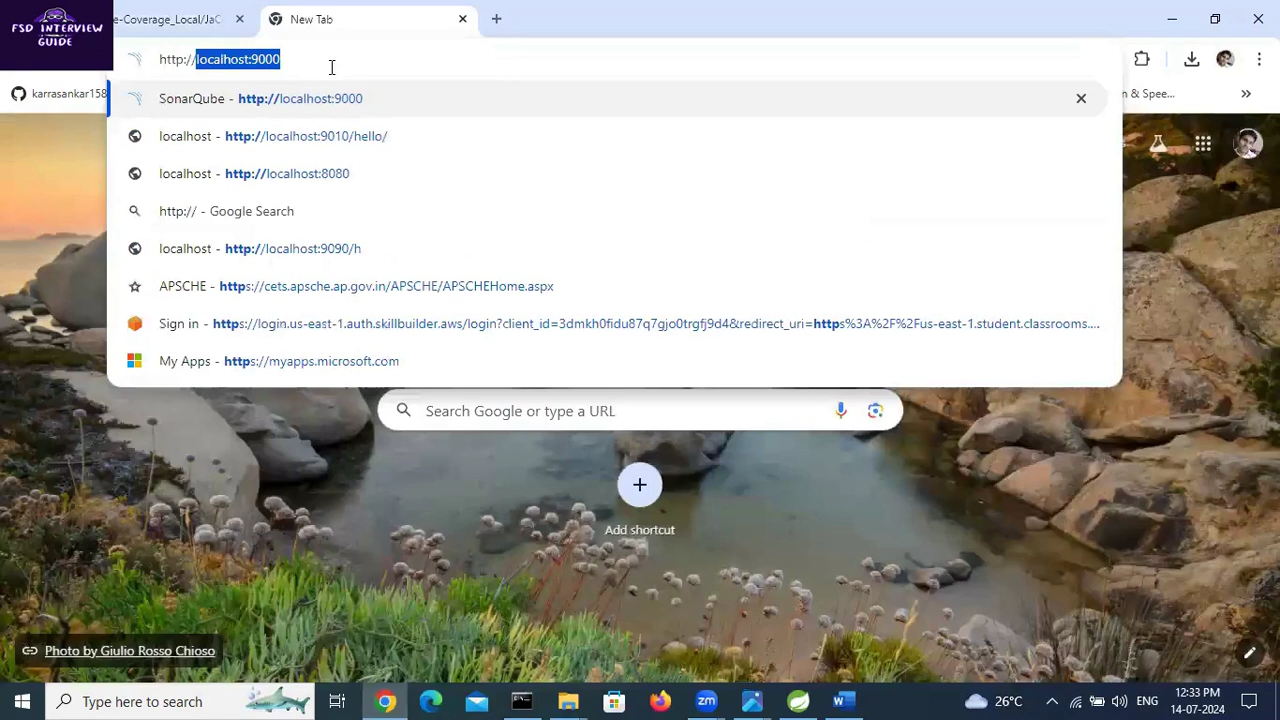 FSD INTERVIEW
GUIDE
e-Coverage_Local/JaC
New Tab
http://localhost:9000
SonarQube - http://localhost:9000
localhost - http://localhost:9010/hello/
localhost - http://localhost:8080
http:// - Google Search
localhost - http://localhost:9090/h
APSCHE - https://cets.apsche.ap.gov.in/APSCHE/APSCHEHome.aspx
Sign in - https://login.us-east-1.auth.skillbuilder.aws/login?client_id=3dmkh0fidu87q7gjo0trgfj9d4&redirect_uri=https%3A%2F%2Fus-east-1.student.classrooms....
My Apps - https://myapps.microsoft.com
karrasankar158
n & Spee...
Search Google or type a URL
Add shortcut
Photo by Giulio Rosso Chioso
Type here to search
26°C
ENG
12:33 PM
14-07-2024